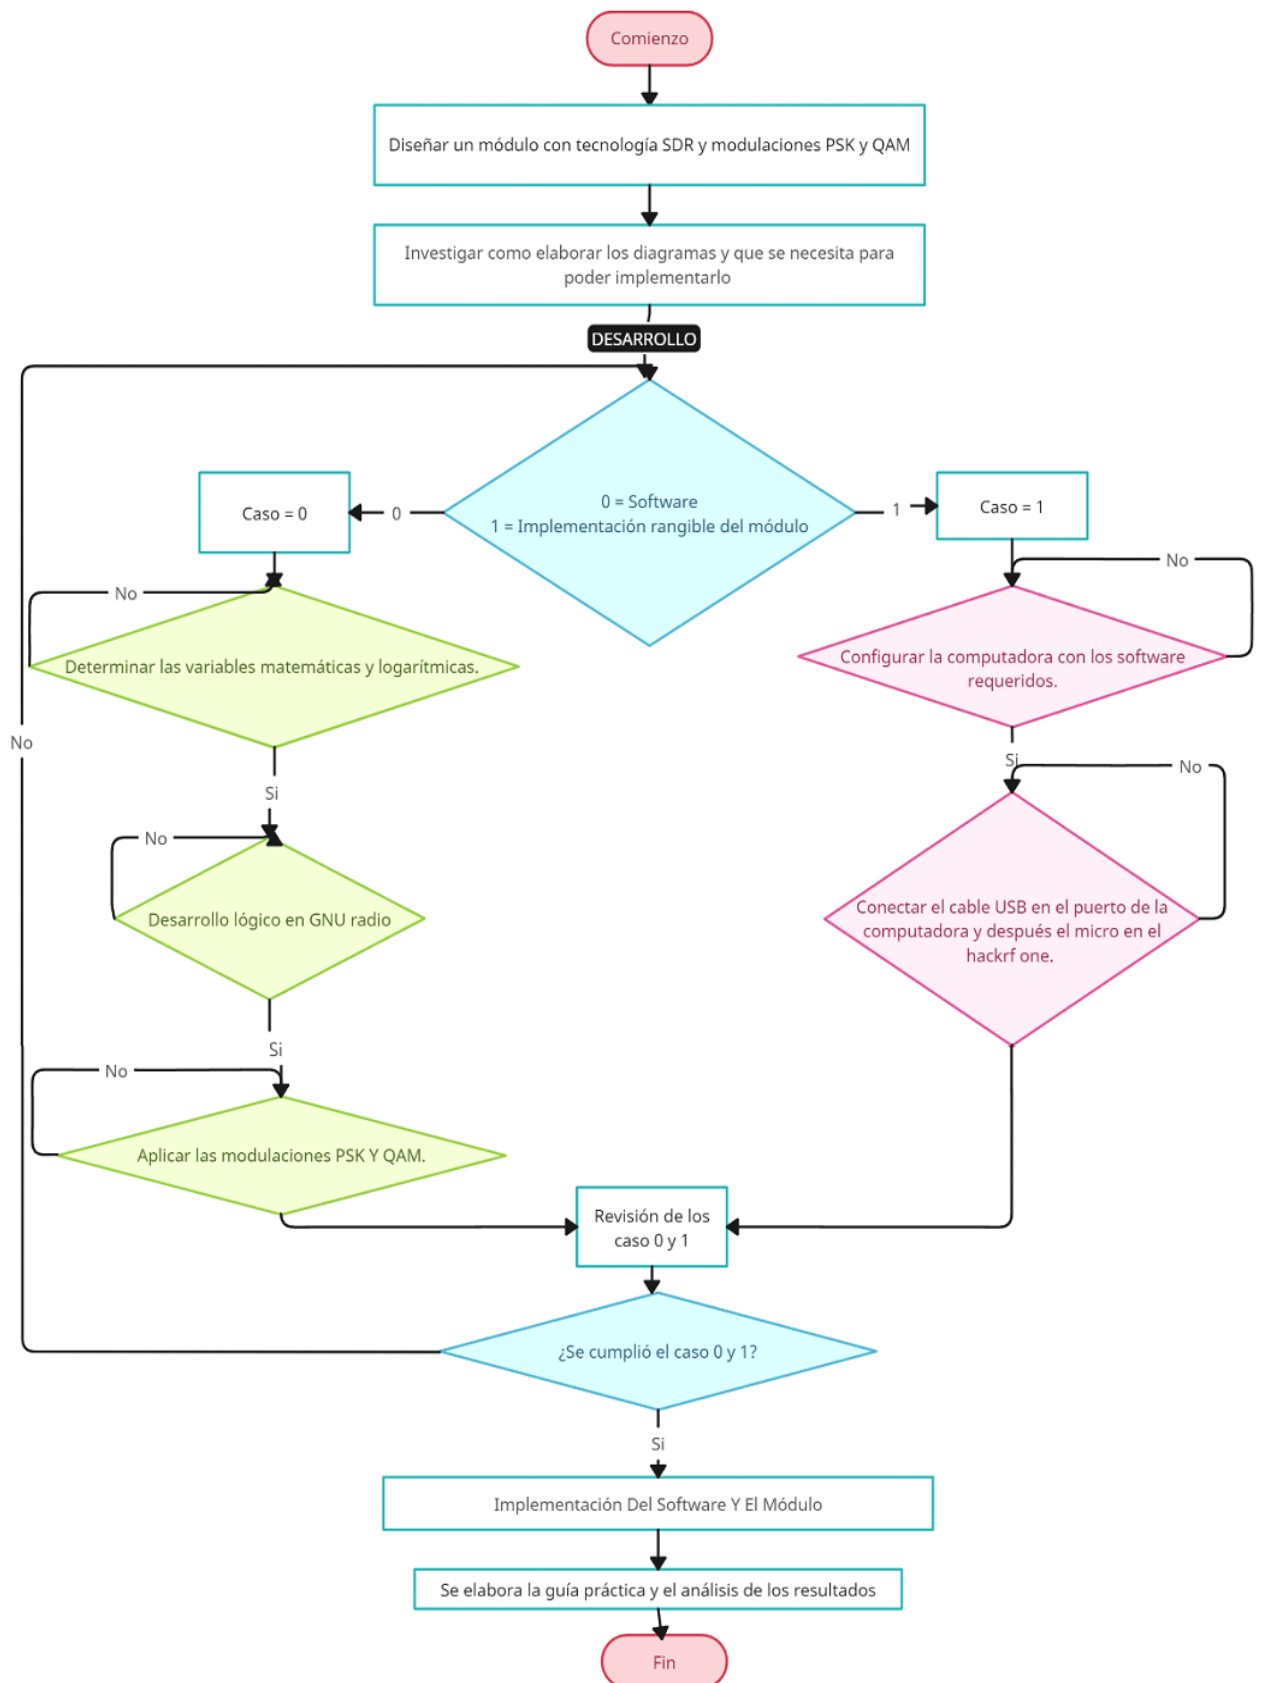 Comienzo
Diseñar un módulo con tecnología SDR y modulaciones PSK y QAM
Investigar como elaborar los diagramas y que se necesita para
poder implementarlo
DESARROLLO
0 = Software
1 = Implementación rangible del módulo
0
1
Caso = 0
Caso = 1
No
No
Determinar las variables matemáticas y logarítmicas.
Configurar la computadora con los software
requeridos.
No
Si
Si
No
No
Desarrollo lógico en GNU radio
Conectar el cable USB en el puerto de la
computadora y después el micro en el
hackrf one.
Si
No
Aplicar las modulaciones PSK Y QAM.
Revisión de los
caso 0 y 1
¿Se cumplió el caso 0 y 1?
Si
Implementación Del Software Y El Módulo
Se elabora la guía práctica y el análisis de los resultados
Fin